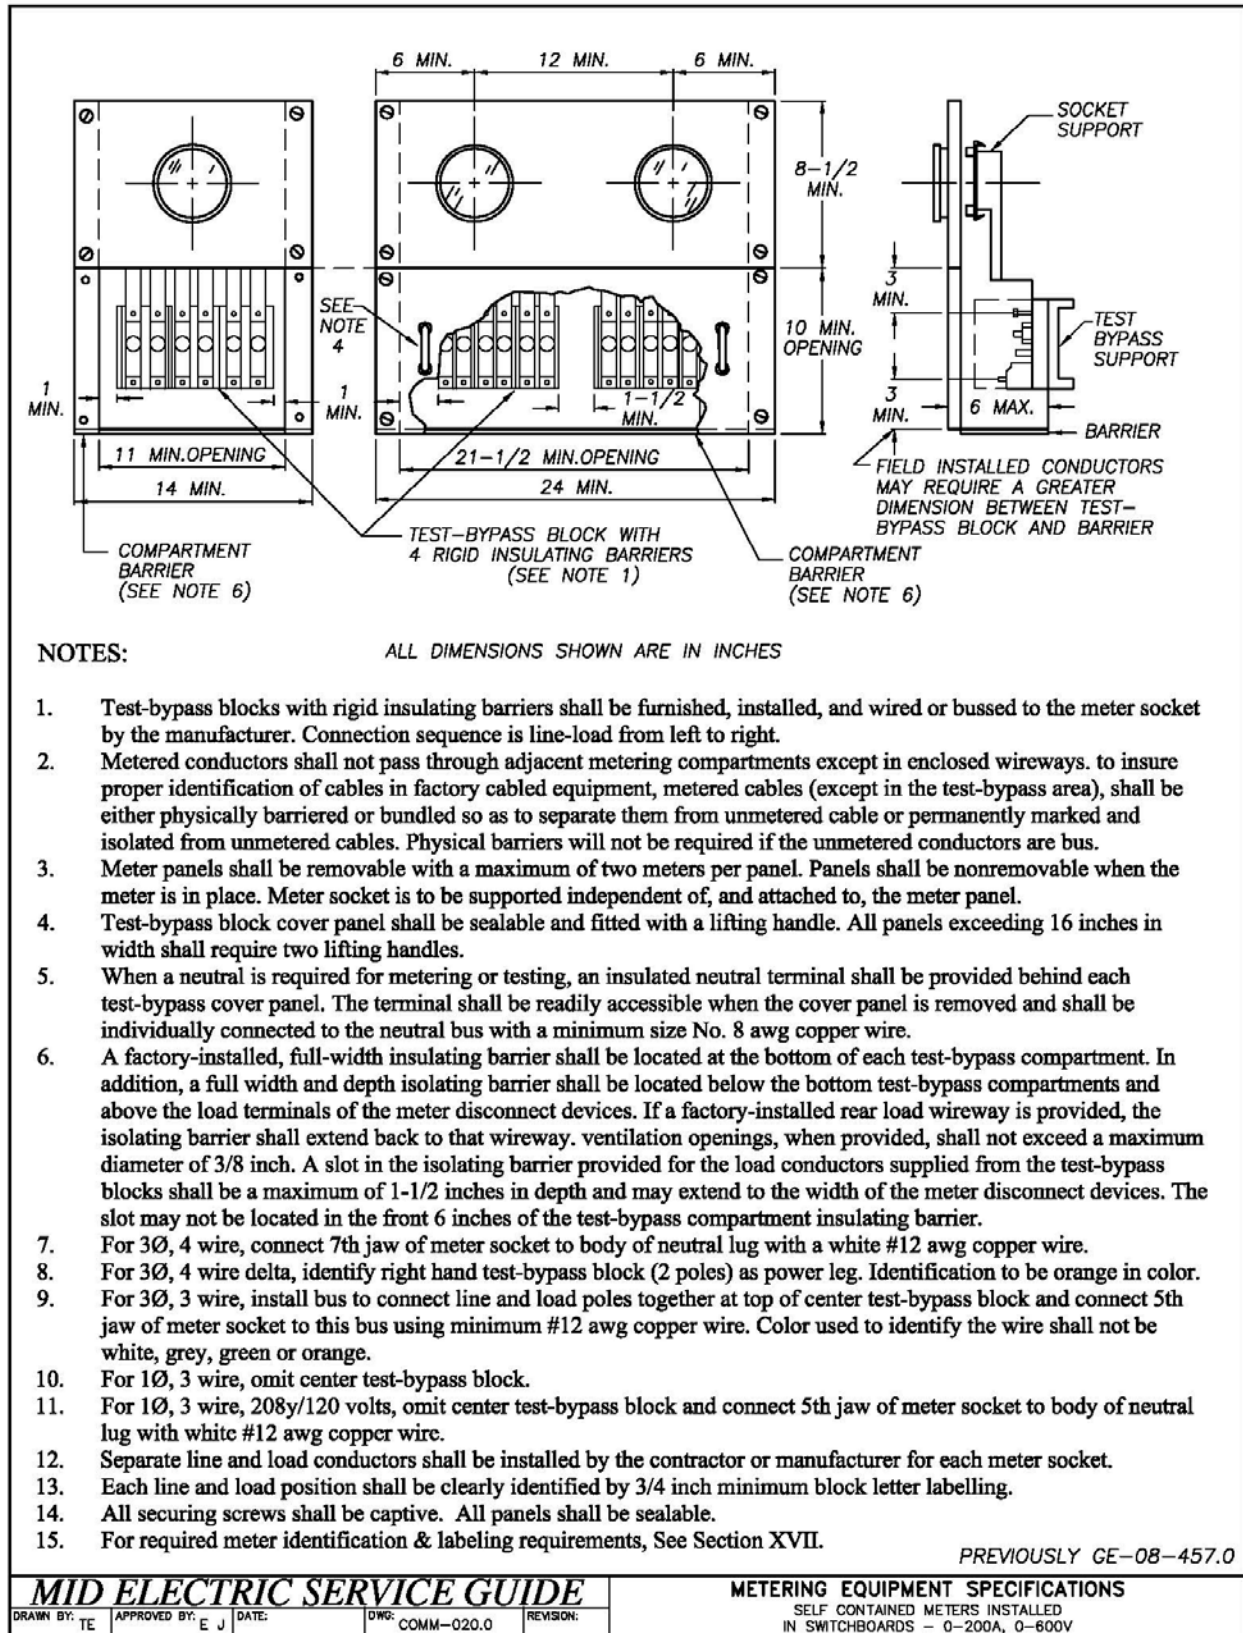 6 MIN.
12 MIN.
6 MIN.
SOCKET
SUPPORT
8-1/2
MIN.
3
MIN.
SEE
NOTE
4
10 MIN.
OPENING
TEST
BYPASS
SUPPORT
1
MIN.
1
MIN.
1-1/2
MIN.
3
MIN.
6 MAX.
BARRIER
11 MIN.OPENING
21-1/2 MIN.OPENING
14 MIN.
24 MIN.
FIELD INSTALLED CONDUCTORS
MAY REQUIRE A GREATER
DIMENSION BETWEEN TEST-
BYPASS BLOCK AND BARRIER
COMPARTMENT
BARRIER
(SEE NOTE 6)
TEST-BYPASS BLOCK WITH
4 RIGID INSULATING BARRIERS
(SEE NOTE 1)
COMPARTMENT
BARRIER
(SEE NOTE 6)
NOTES:
ALL DIMENSIONS SHOWN ARE IN INCHES
1. Test-bypass blocks with rigid insulating barriers shall be furnished, installed, and wired or bussed to the meter socket
by the manufacturer. Connection sequence is line-load from left to right.
2. Metered conductors shall not pass through adjacent metering compartments except in enclosed wireways. to insure
proper identification of cables in factory cabled equipment, metered cables (except in the test-bypass area), shall be
either physically barriered or bundled so as to separate them from unmetered cable or permanently marked and
isolated from unmetered cables. Physical barriers will not be required if the unmetered conductors are bus.
3. Meter panels shall be removable with a maximum of two meters per panel. Panels shall be nonremovable when the
meter is in place. Meter socket is to be supported independent of, and attached to, the meter panel.
4. Test-bypass block cover panel shall be sealable and fitted with a lifting handle. All panels exceeding 16 inches in
width shall require two lifting handles.
5. When a neutral is required for metering or testing, an insulated neutral terminal shall be provided behind each
test-bypass cover panel. The terminal shall be readily accessible when the cover panel is removed and shall be
individually connected to the neutral bus with a minimum size No. 8 awg copper wire.
6. A factory-installed, full-width insulating barrier shall be located at the bottom of each test-bypass compartment. In
addition, a full width and depth isolating barrier shall be located below the bottom test-bypass compartments and
above the load terminals of the meter disconnect devices. If a factory-installed rear load wireway is provided, the
isolating barrier shall extend back to that wireway. ventilation openings, when provided, shall not exceed a maximum
diameter of 3/8 inch. A slot in the isolating barrier provided for the load conductors supplied from the test-bypass
blocks shall be a maximum of 1-1/2 inches in depth and may extend to the width of the meter disconnect devices. The
slot may not be located in the front 6 inches of the test-bypass compartment insulating barrier.
7. For 3Ø, 4 wire, connect 7th jaw of meter socket to body of neutral lug with a white #12 awg copper wire.
8. For 3Ø, 4 wire delta, identify right hand test-bypass block (2 poles) as power leg. Identification to be orange in color.
9. For 3Ø, 3 wire, install bus to connect line and load poles together at top of center test-bypass block and connect 5th
jaw of meter socket to this bus using minimum #12 awg copper wire. Color used to identify the wire shall not be
white, grey, green or orange.
10. For 1Ø, 3 wire, omit center test-bypass block.
11. For 1Ø, 3 wire, 208y/120 volts, omit center test-bypass block and connect 5th jaw of meter socket to body of neutral
lug with white #12 awg copper wire.
12. Separate line and load conductors shall be installed by the contractor or manufacturer for each meter socket.
13. Each line and load position shall be clearly identified by 3/4 inch minimum block letter labelling.
14. All securing screws shall be captive. All panels shall be sealable.
15. For required meter identification & labeling requirements, See Section XVII.
PREVIOUSLY GE-08-457.0
MID ELECTRIC SERVICE GUIDE
DRAWN BY: TE APPROVED BY: E J DATE: DWG: COMM-020.0 REVISION:
METERING EQUIPMENT SPECIFICATIONS
SELF CONTAINED METERS INSTALLED
IN SWITCHBOARDS - 0-200A, 0-600V